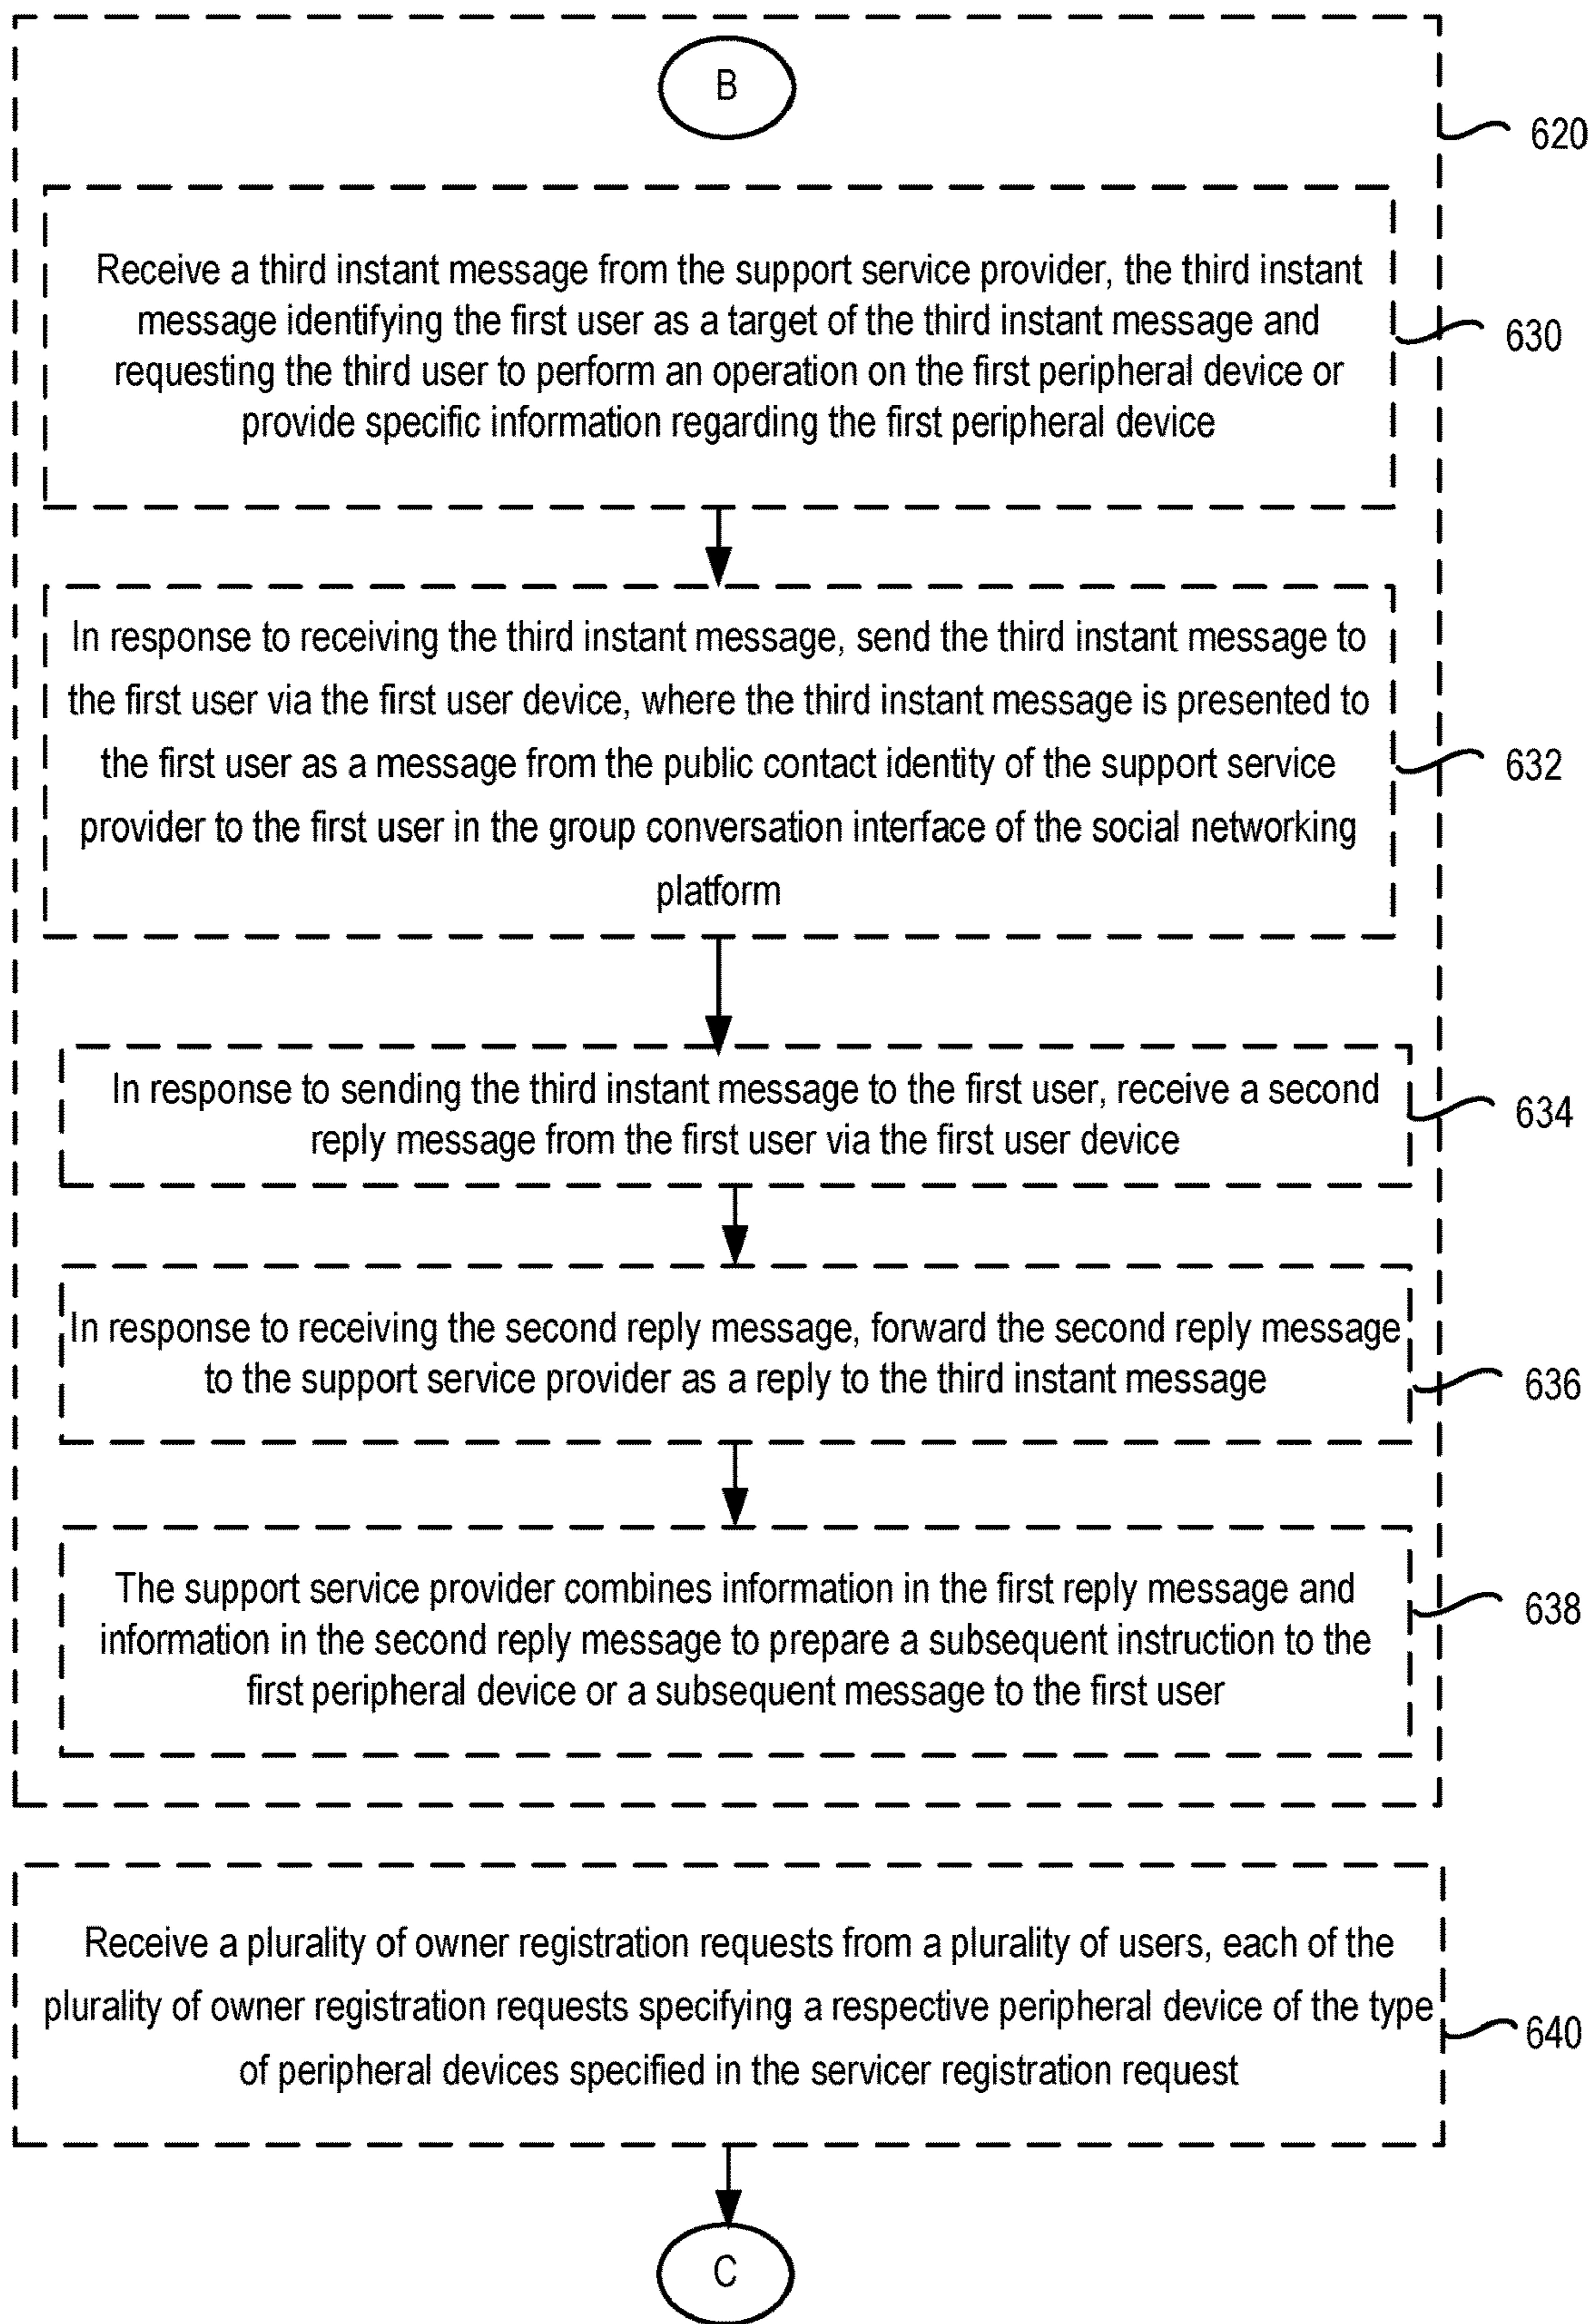 B
620
Receive a third instant message from the support service provider, the third instant
message identifying the first user as a target of the third instant message and
requesting the third user to perform an operation on the first peripheral device or
provide specific information regarding the first peripheral device
630
In response to receiving the third instant message, send the third instant message to
the first user via the first user device, where the third instant message is presented to
the first user as a message from the public contact identity of the support service
provider to the first user in the group conversation interface of the social networking
platform
632
In response to sending the third instant message to the first user, receive a second
reply message from the first user via the first user device
634
In response to receiving the second reply message, forward the second reply message
to the support service provider as a reply to the third instant message
636
The support service provider combines information in the first reply message and
information in the second reply message to prepare a subsequent instruction to the
first peripheral device or a subsequent message to the first user
638
Receive a plurality of owner registration requests from a plurality of users, each of the
plurality of owner registration requests specifying a respective peripheral device of the type
of peripheral devices specified in the servicer registration request
640
C